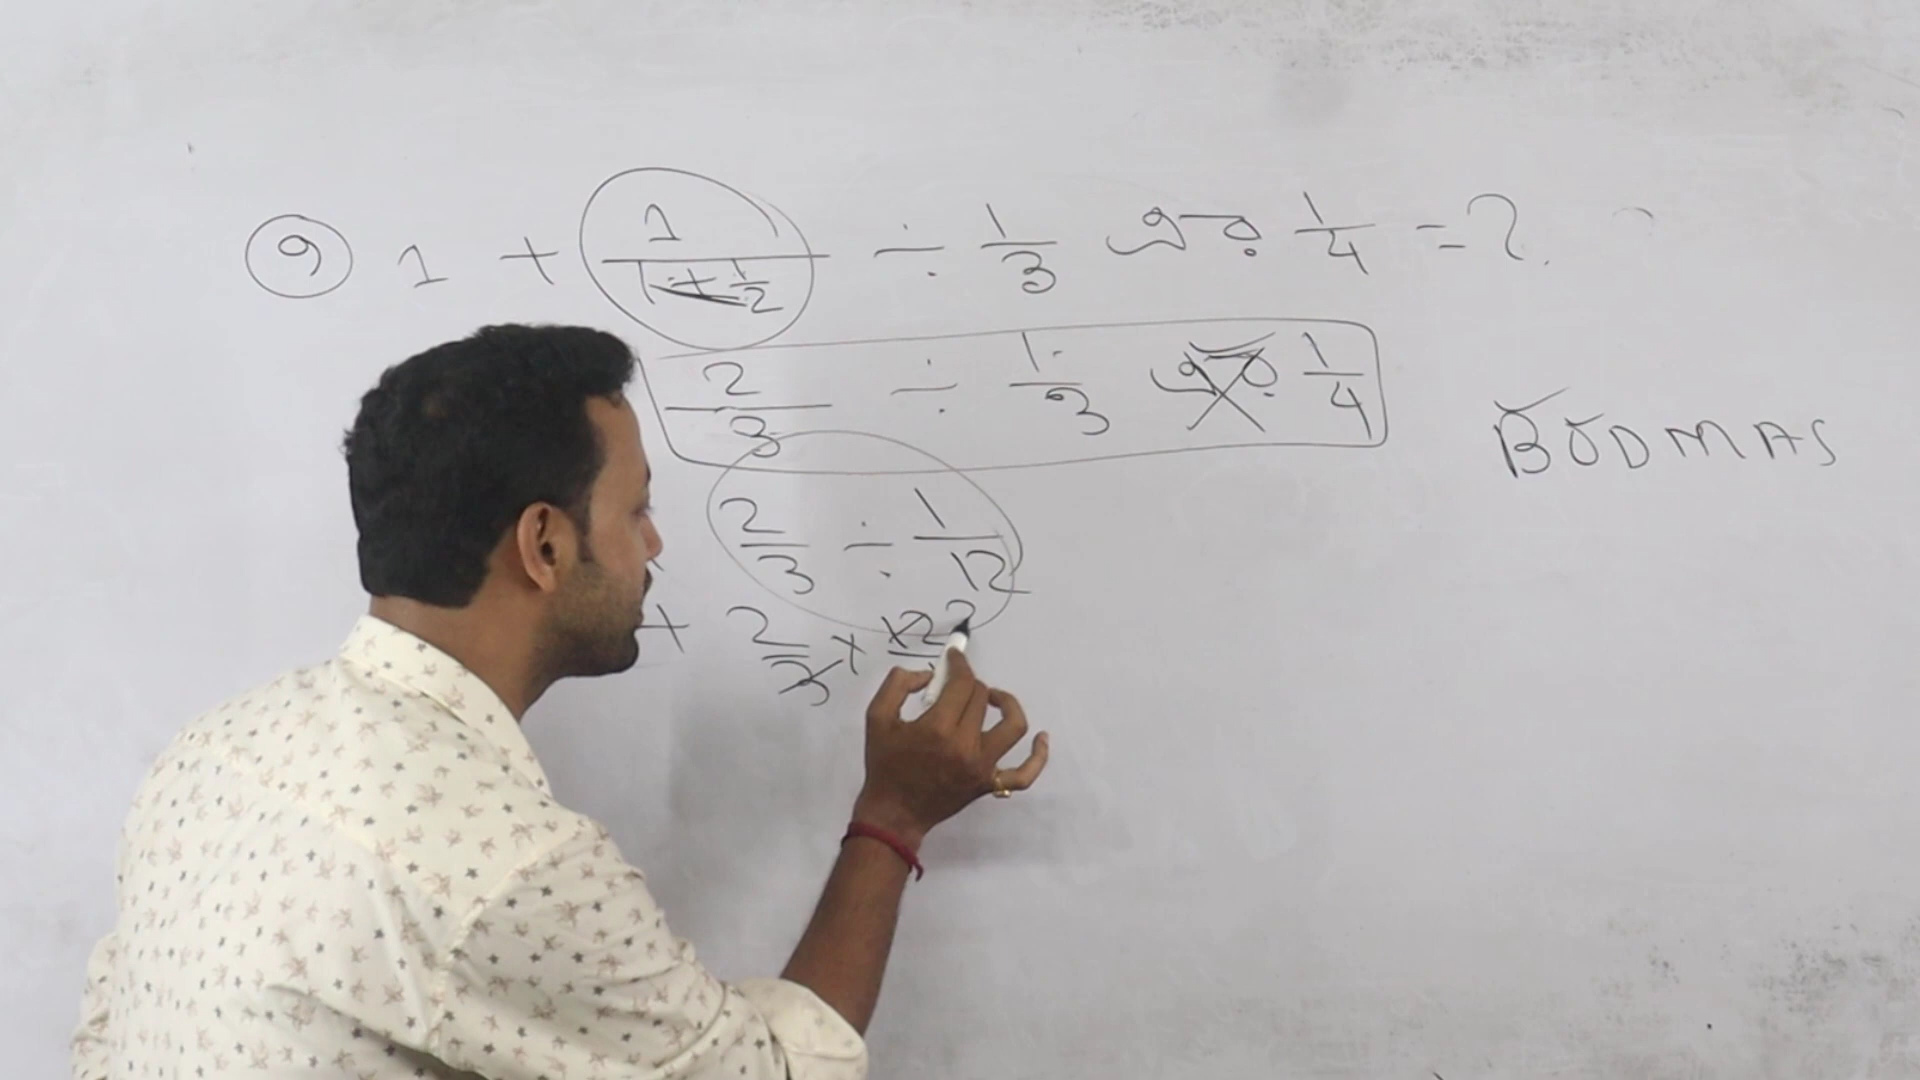 9 1 + 1/(1+1/2) ÷ 1/3 এর 1/4 = ?
2/3 ÷ 1/3 এর 1/4
BODMAS
2/3 ÷ 1/12
+ 2/3 × 12